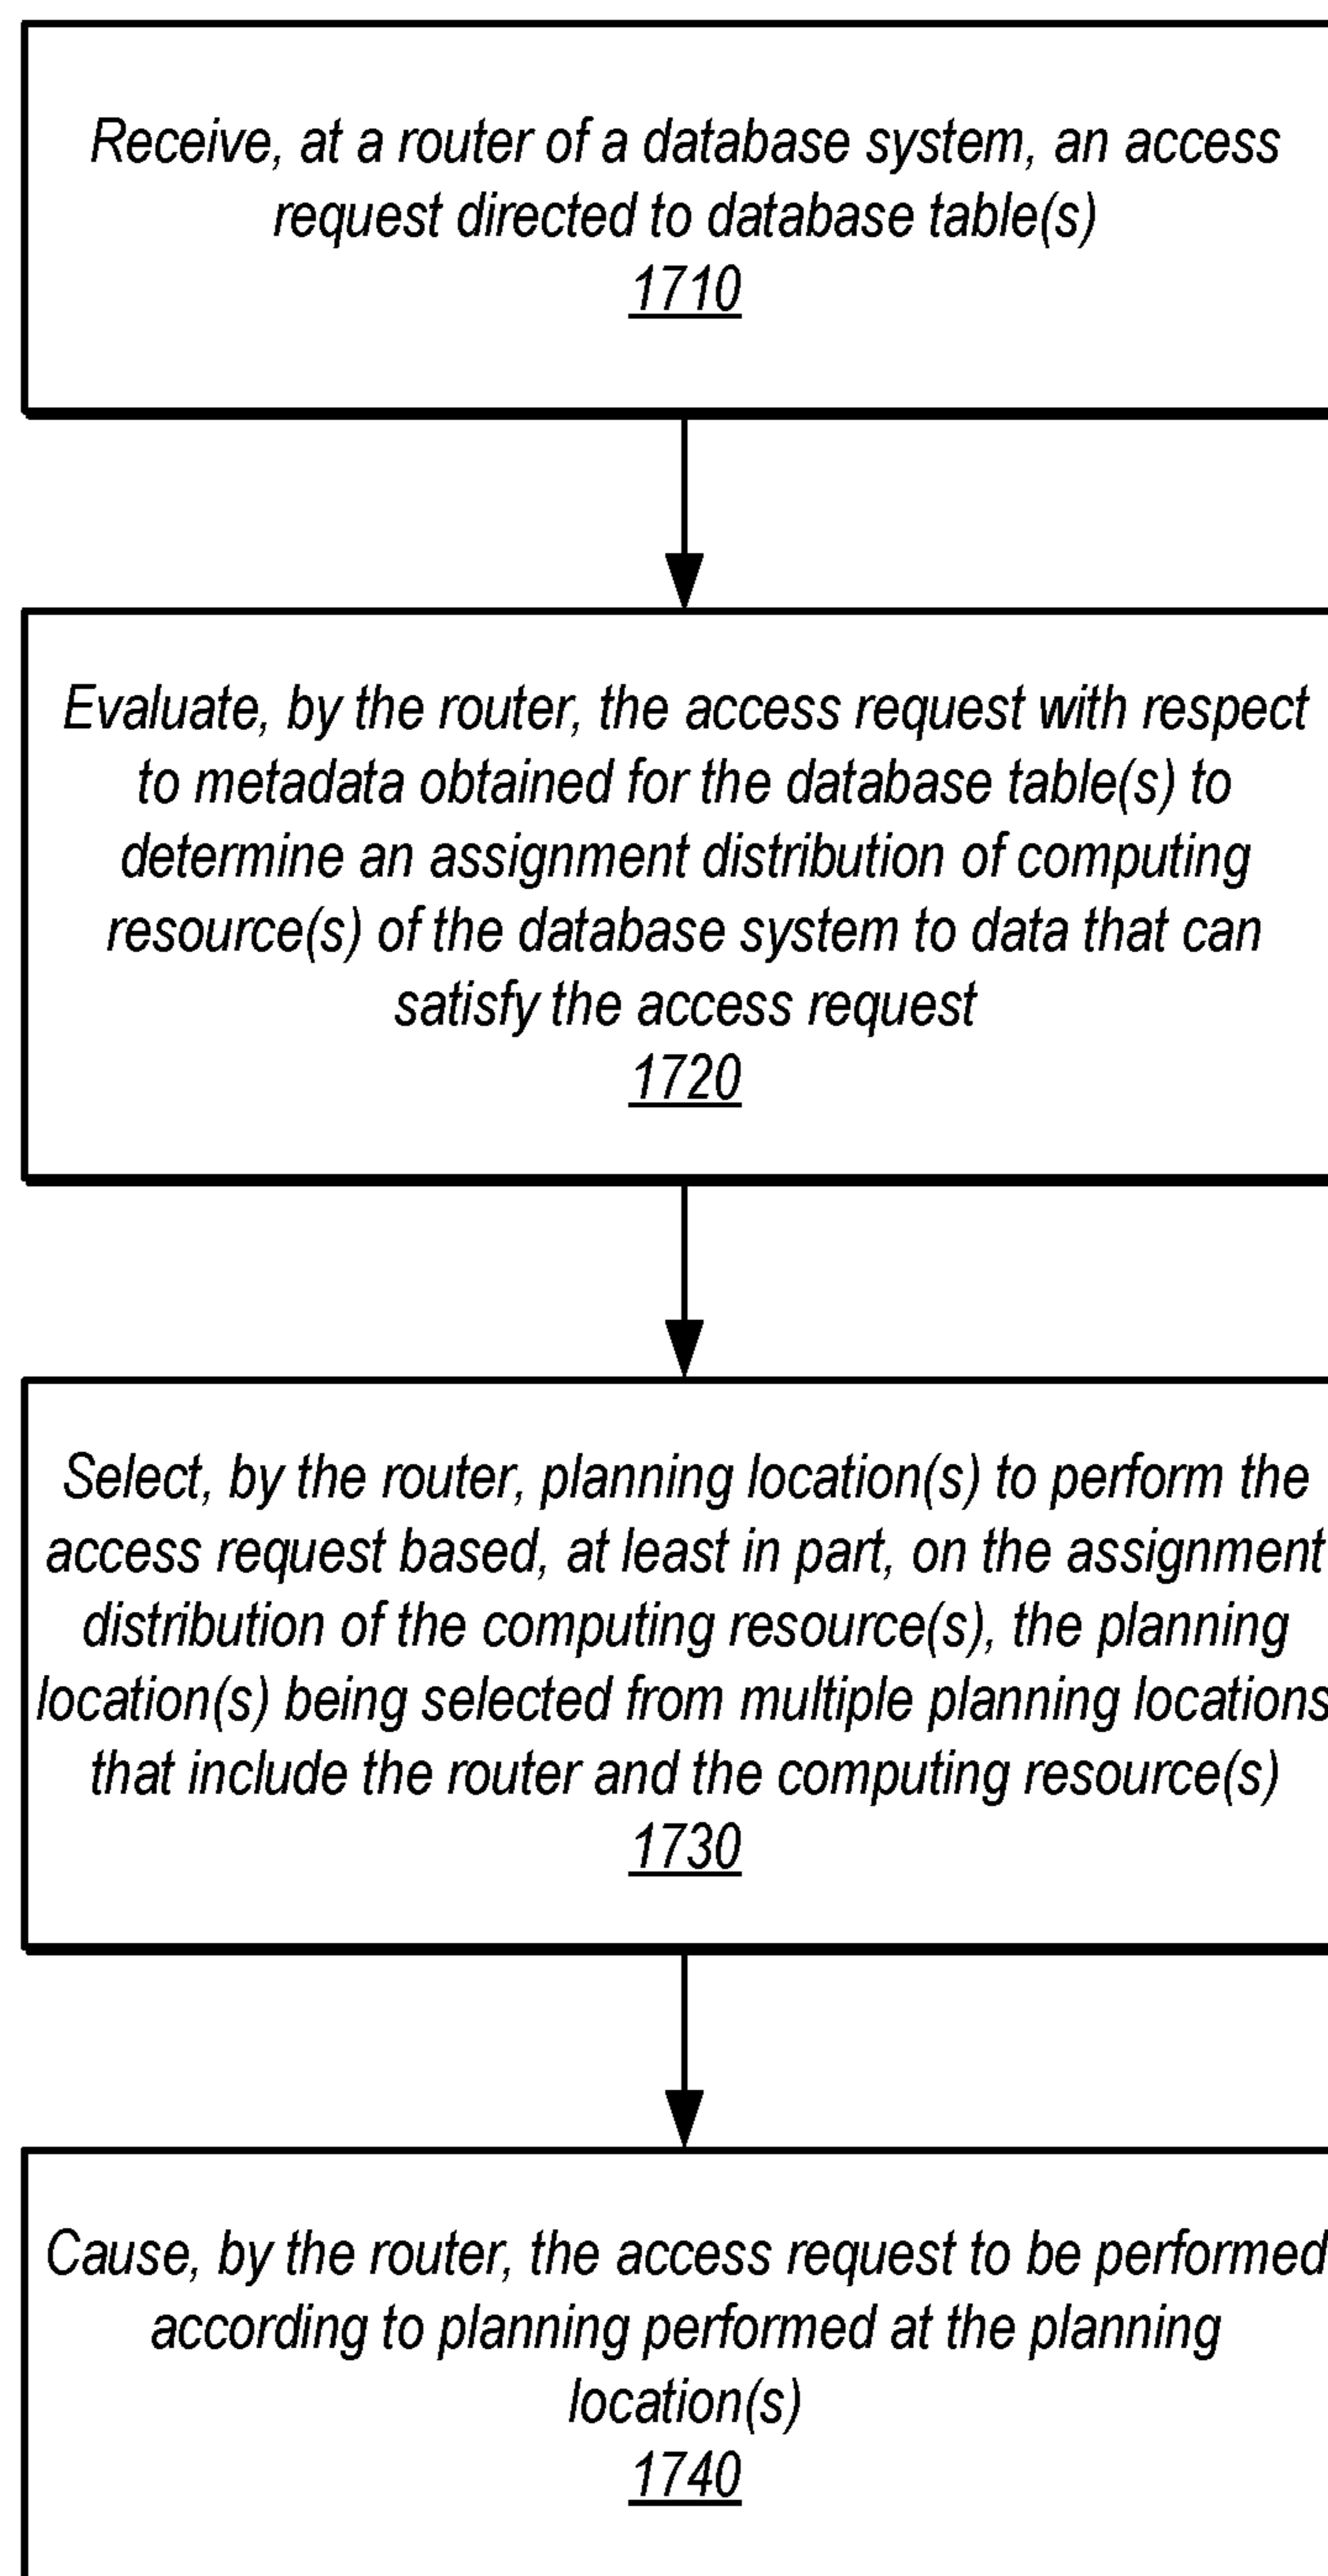 Receive, at a router of a database system, an access
request directed to database table(s)
1710
Evaluate, by the router, the access request with respect
to metadata obtained for the database table(s) to
determine an assignment distribution of computing
resource(s) of the database system to data that can
satisfy the access request
1720
Select, by the router, planning location(s) to perform the
access request based, at least in part, on the assignment
distribution of the computing resource(s), the planning
location(s) being selected from multiple planning locations
that include the router and the computing resource(s)
1730
Cause, by the router, the access request to be performed
according to planning performed at the planning
location(s)
1740